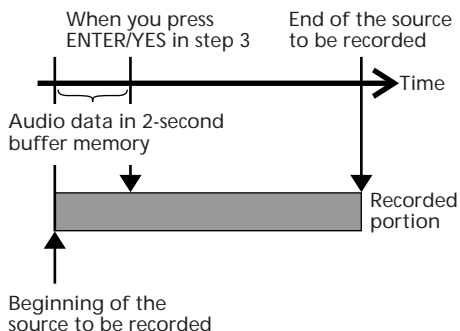 When you press
ENTER/YES in step 3
End of the source
to be recorded
Time
Audio data in 2-second
buffer memory
Recorded
portion
Beginning of the
source to be recorded